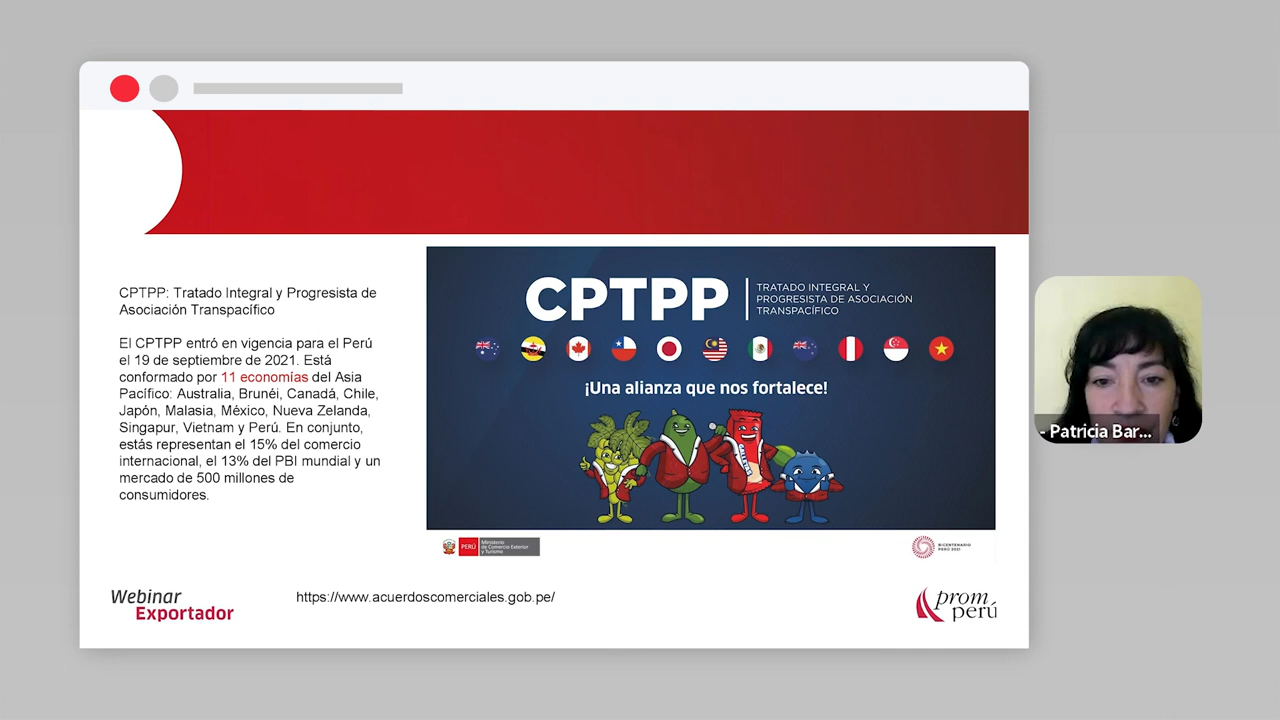 CPTPP: Tratado Integral y Progresista de
Asociación Transpacífico
El CPTPP entró en vigencia para el Perú
el 19 de septiembre de 2021. Está
conformado por 11 economías del Asia
Pacífico: Australia, Brunéi, Canadá, Chile,
Japón, Malasia, México, Nueva Zelanda,
Singapur, Vietnam y Perú. En conjunto,
estás representan el 15% del comercio
internacional, el 13% del PBI mundial y un
mercado de 500 millones de
consumidores.
CPTPP
TRATADO INTEGRAL Y
PROGRESISTA DE ASOCIACIÓN
TRANSPACÍFICO
¡Una alianza que nos fortalece!
PERÚ
Ministerio
de Comercio Exterior
y Turismo
BICENTENARIO
PERÚ 2021
Webinar
Exportador
https://www.acuerdoscomerciales.gob.pe/
prom
perú
- Patricia Bar...